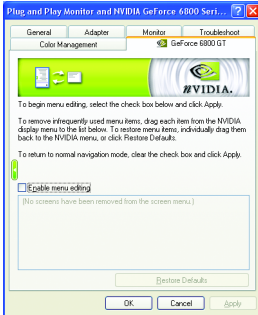 Plug and Play Monitor and NVIDIA GeForce 6800 Seri...
General Adapter Monitor Troubleshoot
Color Management GeForce 6800 GT
NVIDIA.
To begin menu editing, select the check box below and click Apply.
To remove infrequently used menu items, drag each item from the NVIDIA
display menu to the list below. To restore menu items, individually drag them
back to the NVIDIA menu, or click Restore Defaults.
To return to normal navigation mode, clear the check box and click Apply.
Enable menu editing
(No screens have been removed from the screen menu.)
Restore Defaults
OK Cancel Apply